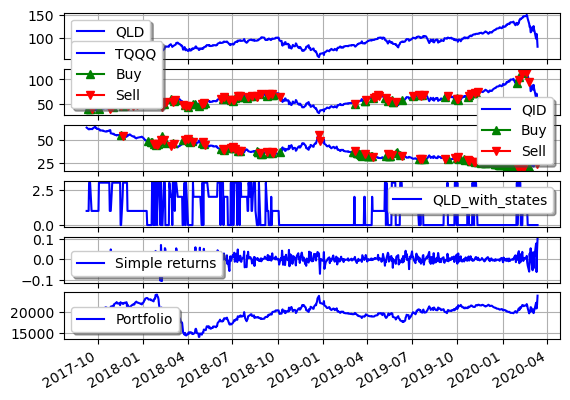 150
QLD
100
TQQQ
Buy
100
Sell
50
QID
Buy
50
Sell
25
2.5
QLD_with_states
0.0
0.1
0.0
Simple returns
−0.1
20000
Portfolio
15000
2017-10 2018-01 2018-04 2018-07 2018-10 2019-01 2019-04 2019-07 2019-10 2020-01 2020-04